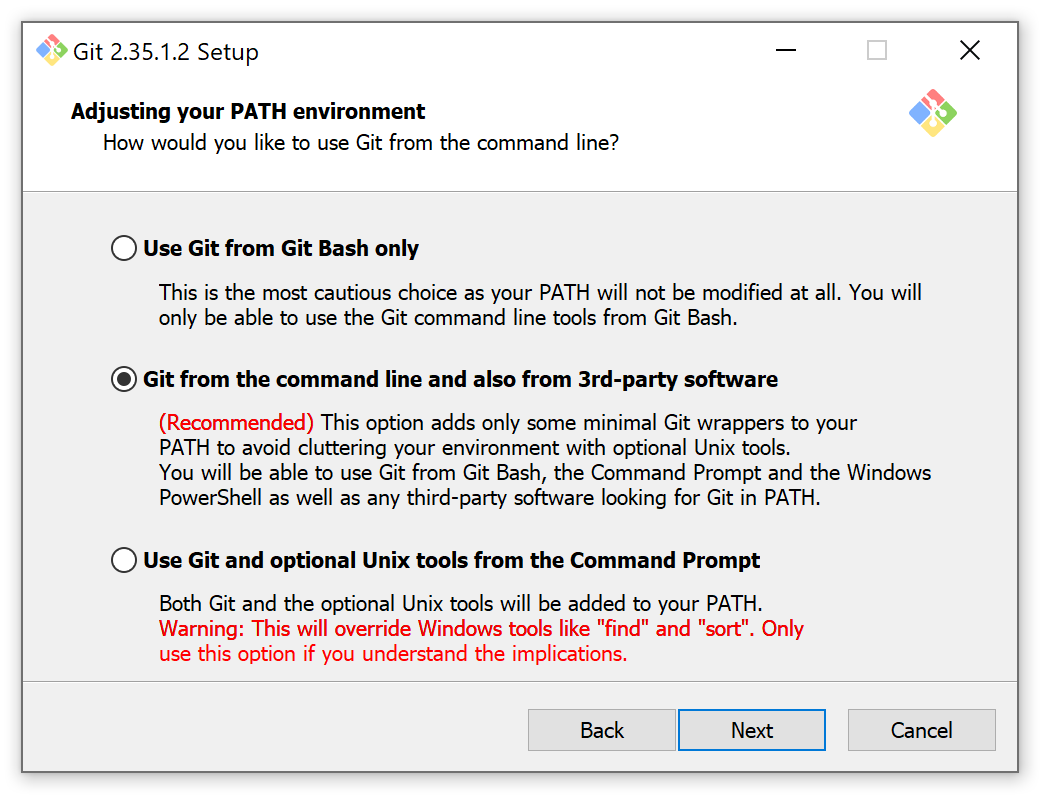 Git 2.35.1.2 Setup
Adjusting your PATH environment
How would you like to use Git from the command line?
Use Git from Git Bash only
This is the most cautious choice as your PATH will not be modified at all. You will
only be able to use the Git command line tools from Git Bash.
Git from the command line and also from 3rd-party software
(Recommended) This option adds only some minimal Git wrappers to your
PATH to avoid cluttering your environment with optional Unix tools.
You will be able to use Git from Git Bash, the Command Prompt and the Windows
PowerShell as well as any third-party software looking for Git in PATH.
Use Git and optional Unix tools from the Command Prompt
Both Git and the optional Unix tools will be added to your PATH.
Warning: This will override Windows tools like "find" and "sort". Only
use this option if you understand the implications.
Back Next Cancel